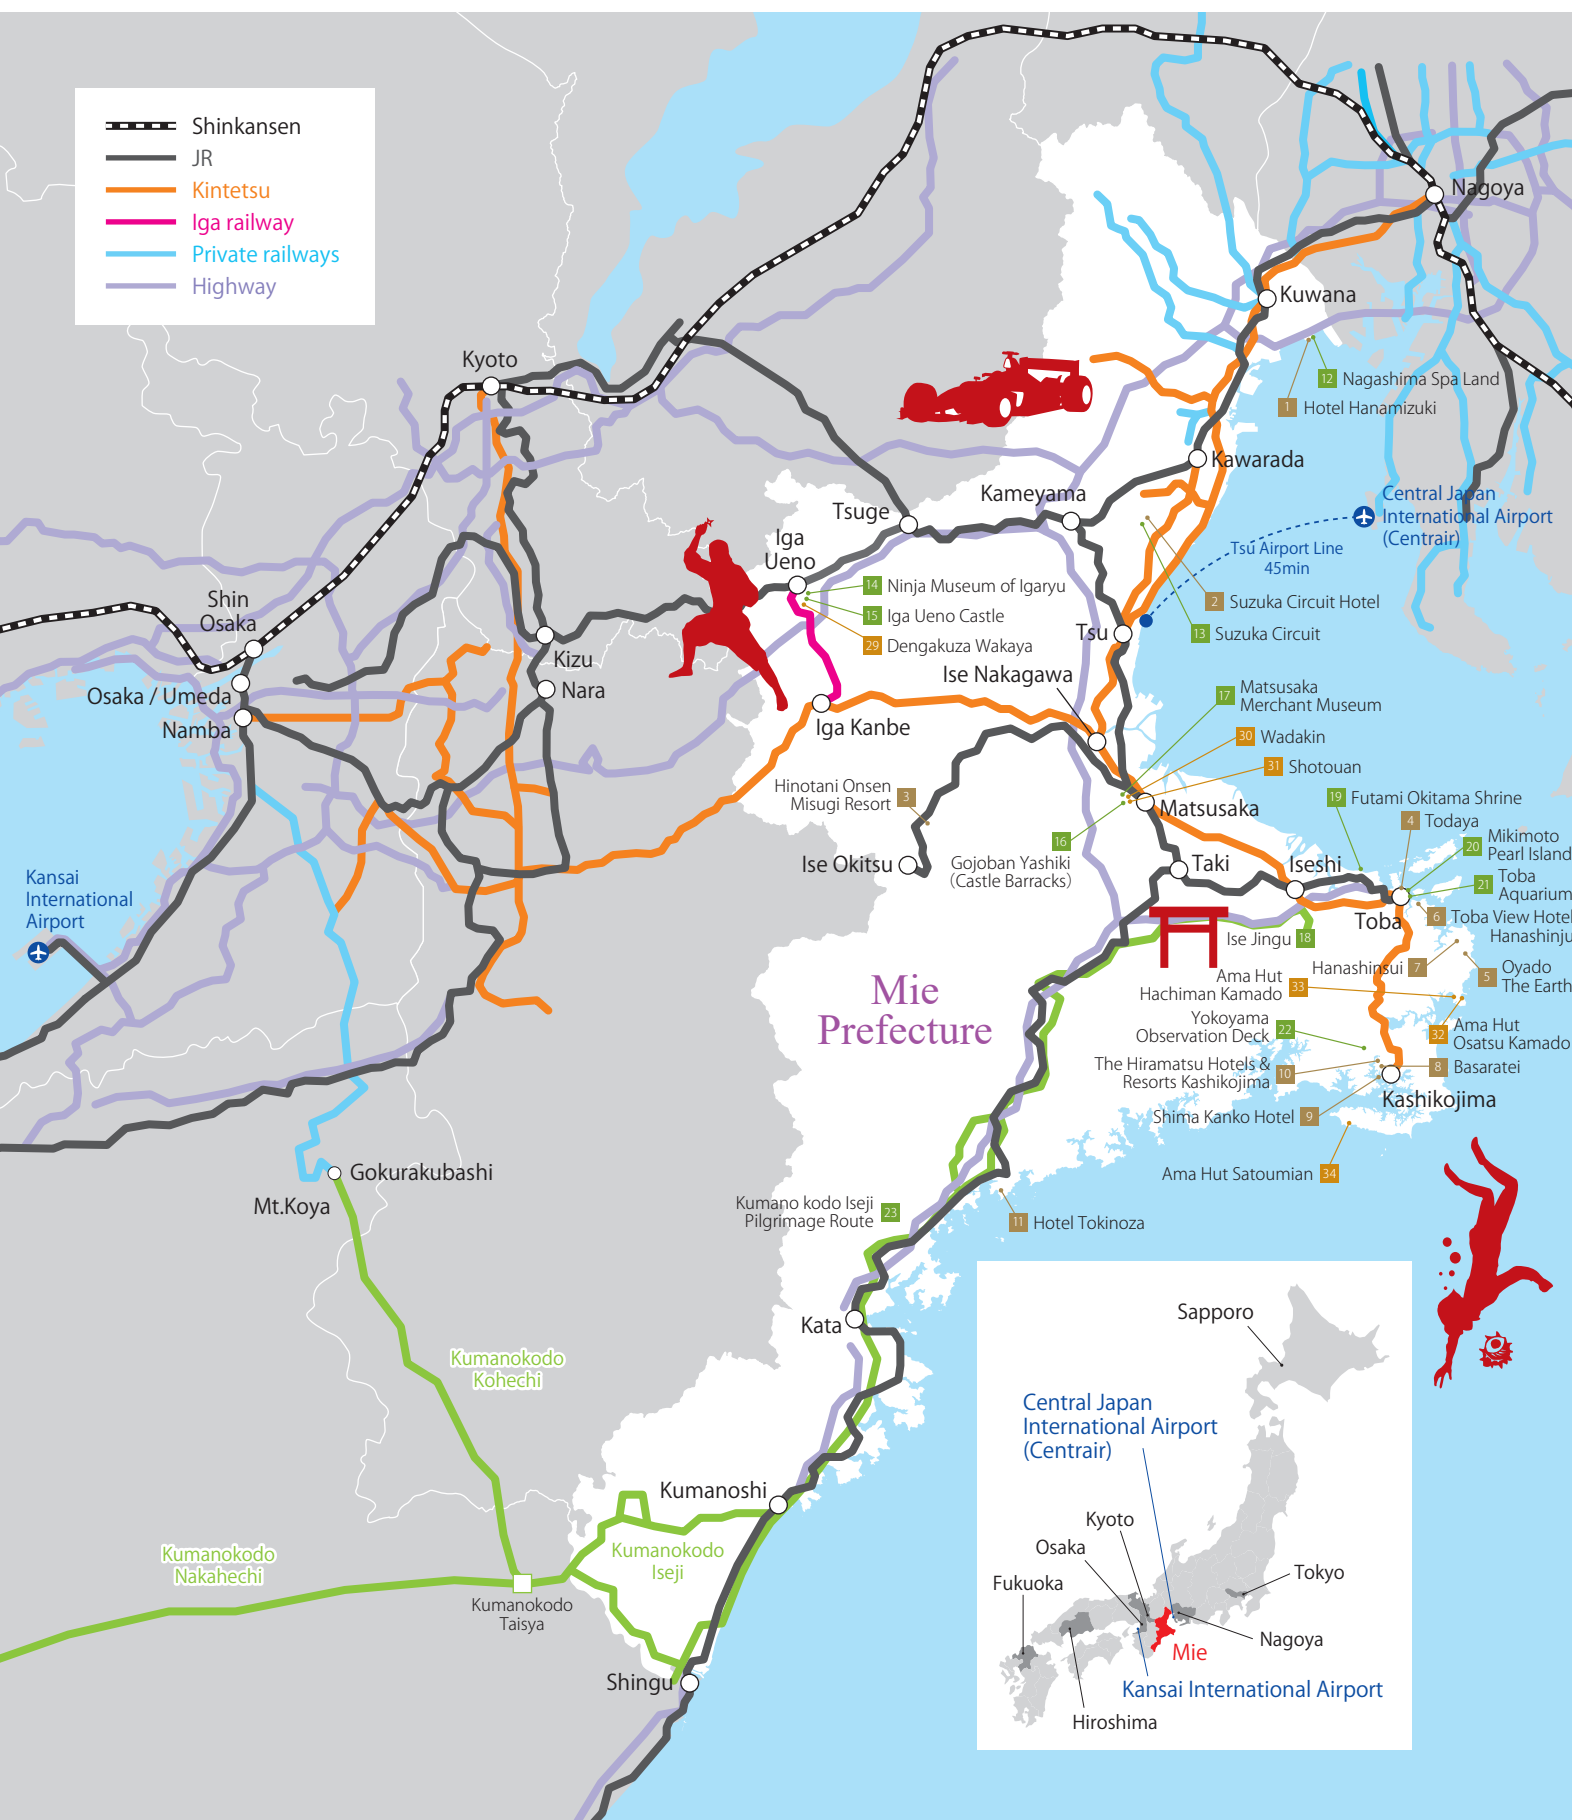 Shinkansen
JR
Kintetsu
Iga railway
Private railways
Highway
Nagoya
Kuwana
12 Nagashima Spa Land
1 Hotel Hanamizuki
Kyoto
Kawarada
Kameyama
Central Japan
International Airport
(Centrair)
Tsuge
Iga
Ueno
Tsu Airport Line
45min
14 Ninja Museum of Igaryu
15 Iga Ueno Castle
29 Dengakuza Wakaya
2 Suzuka Circuit Hotel
13 Suzuka Circuit
Shin
Osaka
Tsu
Kizu
Nara
Osaka / Umeda
Namba
Ise Nakagawa
Iga Kanbe
17 Matsusaka
Merchant Museum
30 Wadakin
31 Shotouan
Hinotani Onsen
Misugi Resort 3
Matsusaka
19 Futami Okitama Shrine
4 Todaya
20 Mikimoto
Pearl Island
16
Gojoban Yashiki
(Castle Barracks)
Ise Okitsu
Taki
Iseshi
21 Toba
Aquarium
Toba
6 Toba View Hotel
Hanashinju
Kansai
International
Airport
Ise Jingu 18
Hanashinsui 7
5 Oyado
The Earth
Ama Hut
Hachiman Kamado 33
Mie
Prefecture
Yokoyama
Observation Deck 22
32 Ama Hut
Osatsu Kamado
The Hiramatsu Hotels &
Resorts Kashikojima 10
8 Basaratei
Kashikojima
Shima Kanko Hotel 9
Ama Hut Satoumian 34
Gokurakubashi
Mt.Koya
Kumano kodo Iseji
Pilgrimage Route 23
11 Hotel Tokinoza
Kata
Kumanokodo
Kohechi
Kumanoshi
Kumanokodo
Iseji
Kumanokodo
Nakahechi
Kumanokodo
Taisya
Shingu
Sapporo
Central Japan
International Airport
(Centrair)
Kyoto
Osaka
Fukuoka
Tokyo
Nagoya
Mie
Kansai International Airport
Hiroshima